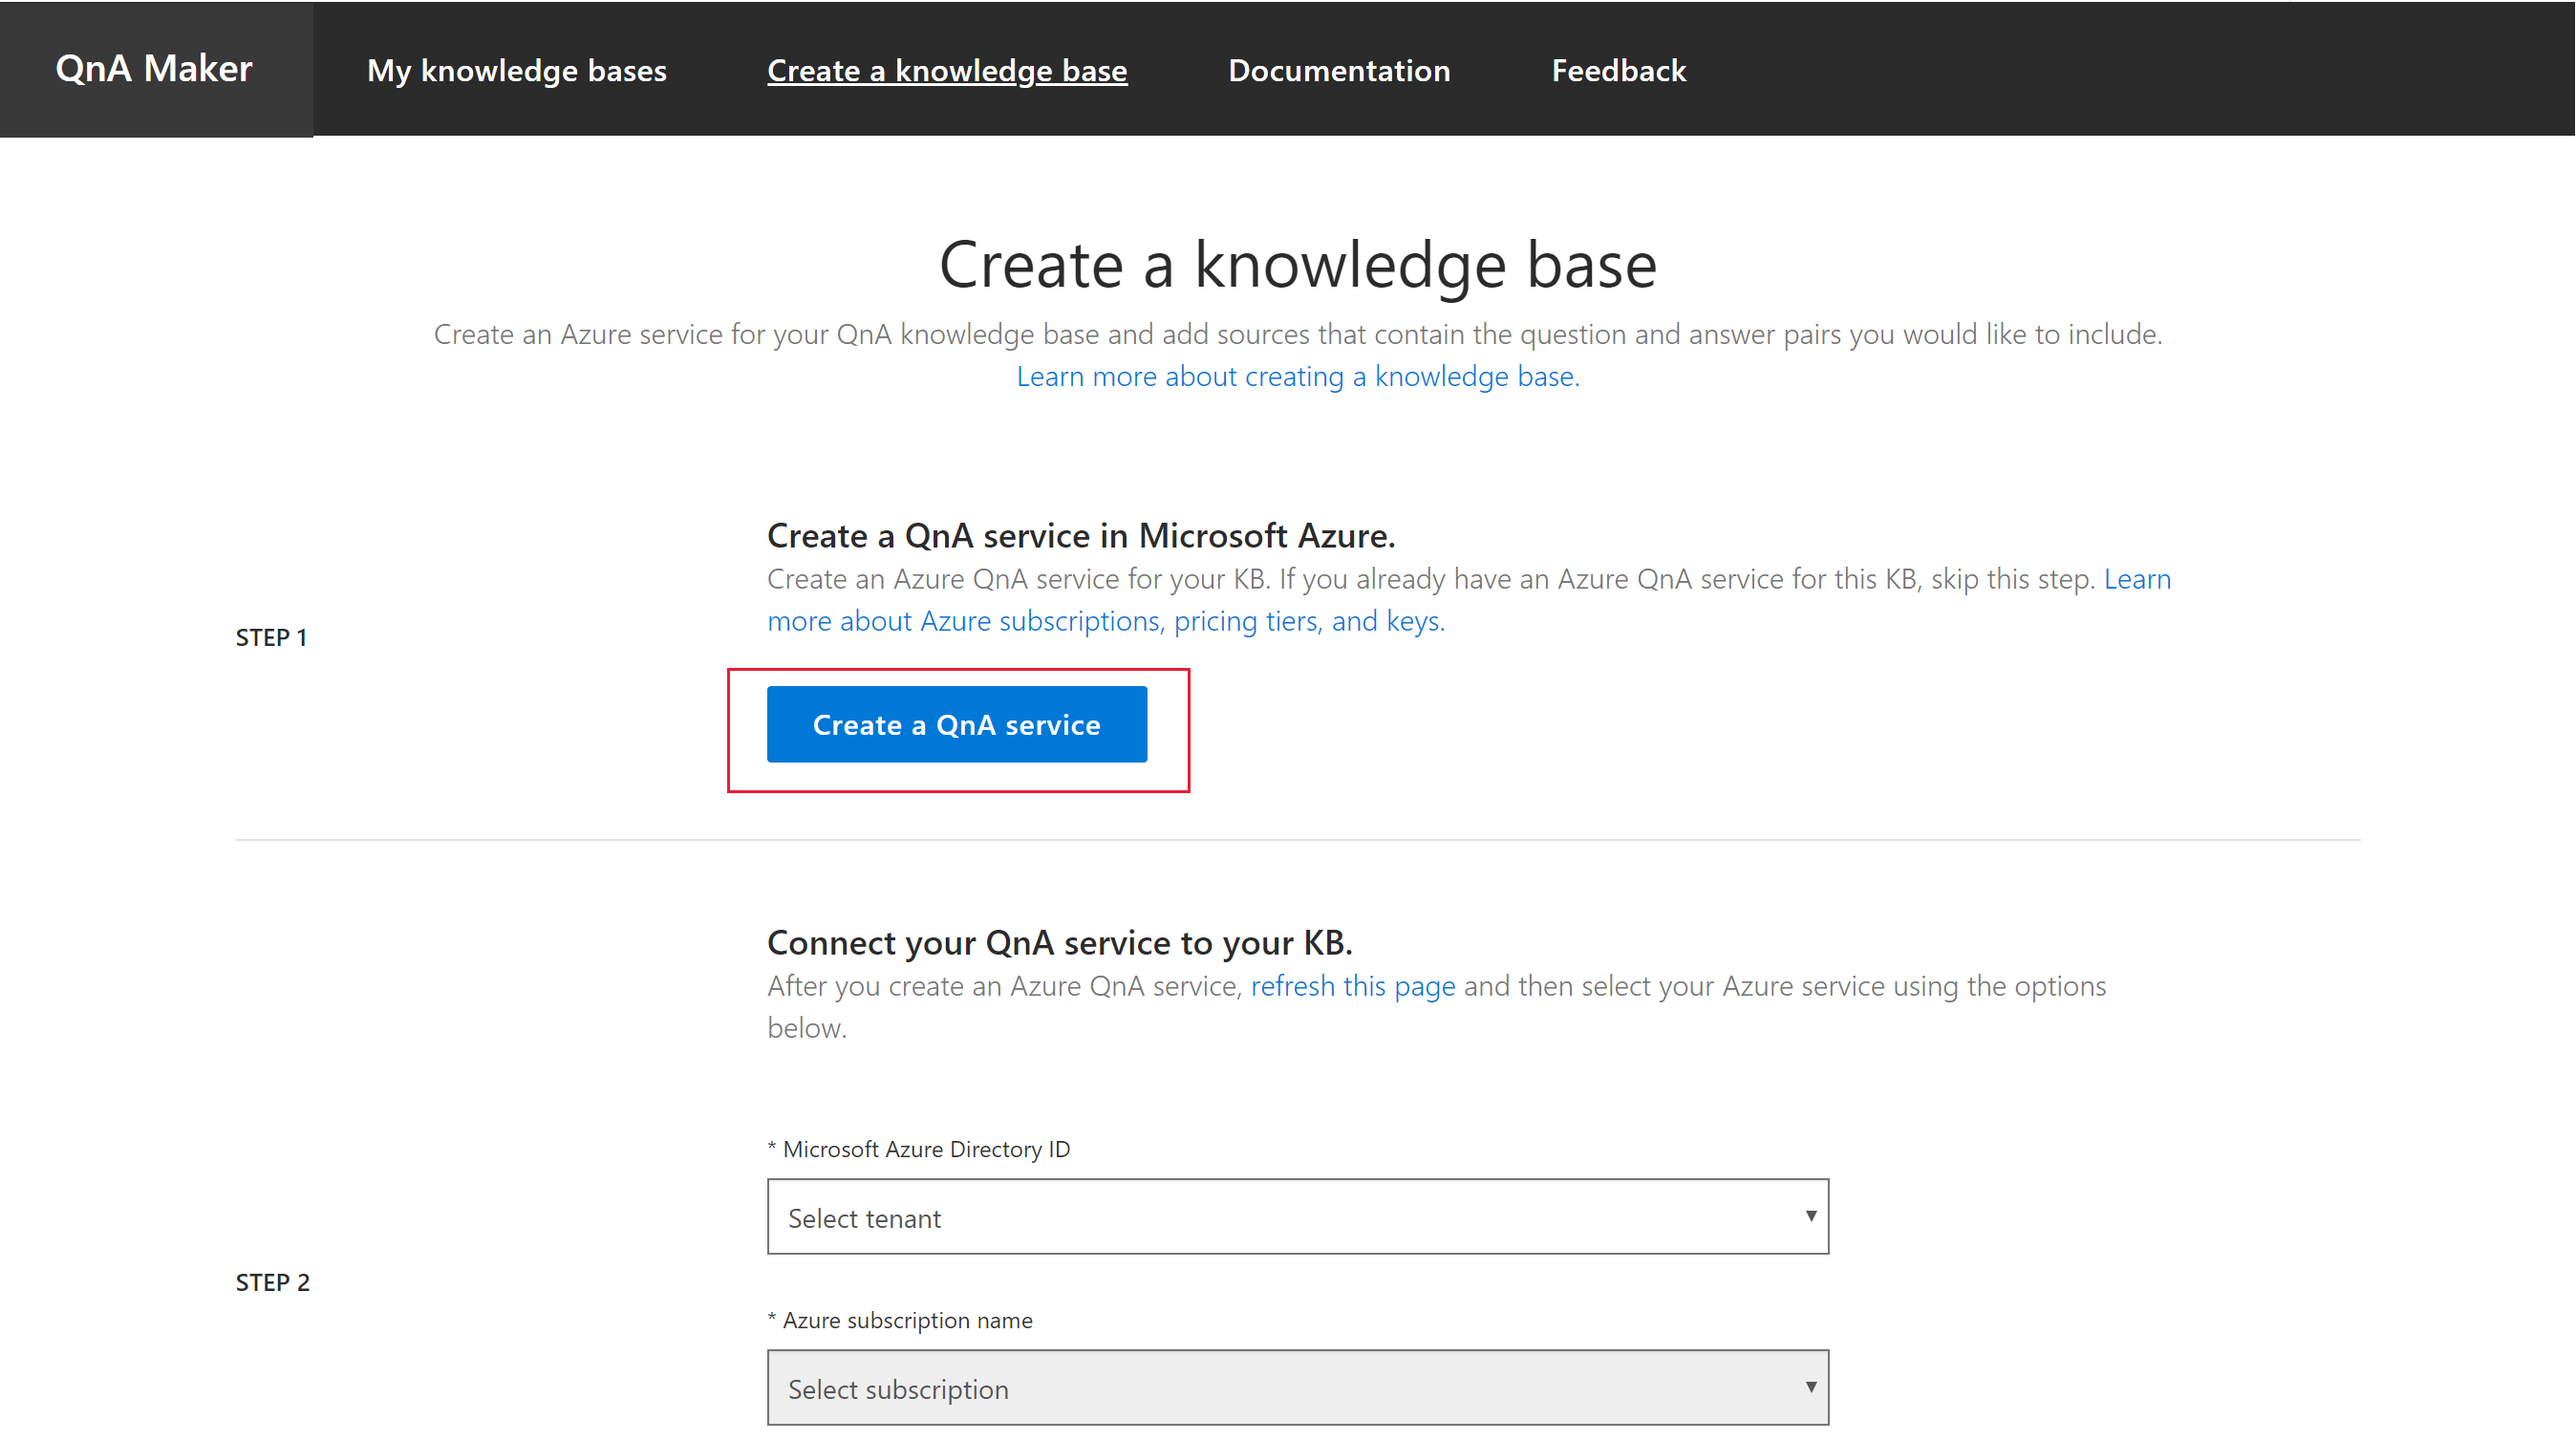 QnA Maker
My knowledge bases
Create a knowledge base
Documentation
Feedback
Create a knowledge base
Create an Azure service for your QnA knowledge base and add sources that contain the question and answer pairs you would like to include.
Learn more about creating a knowledge base.
STEP 1
Create a QnA service in Microsoft Azure.
Create an Azure QnA service for your KB. If you already have an Azure QnA service for this KB, skip this step. Learn
more about Azure subscriptions, pricing tiers, and keys.
Create a QnA service
STEP 2
Connect your QnA service to your KB.
After you create an Azure QnA service, refresh this page and then select your Azure service using the options
below.
* Microsoft Azure Directory ID
Select tenant
* Azure subscription name
Select subscription